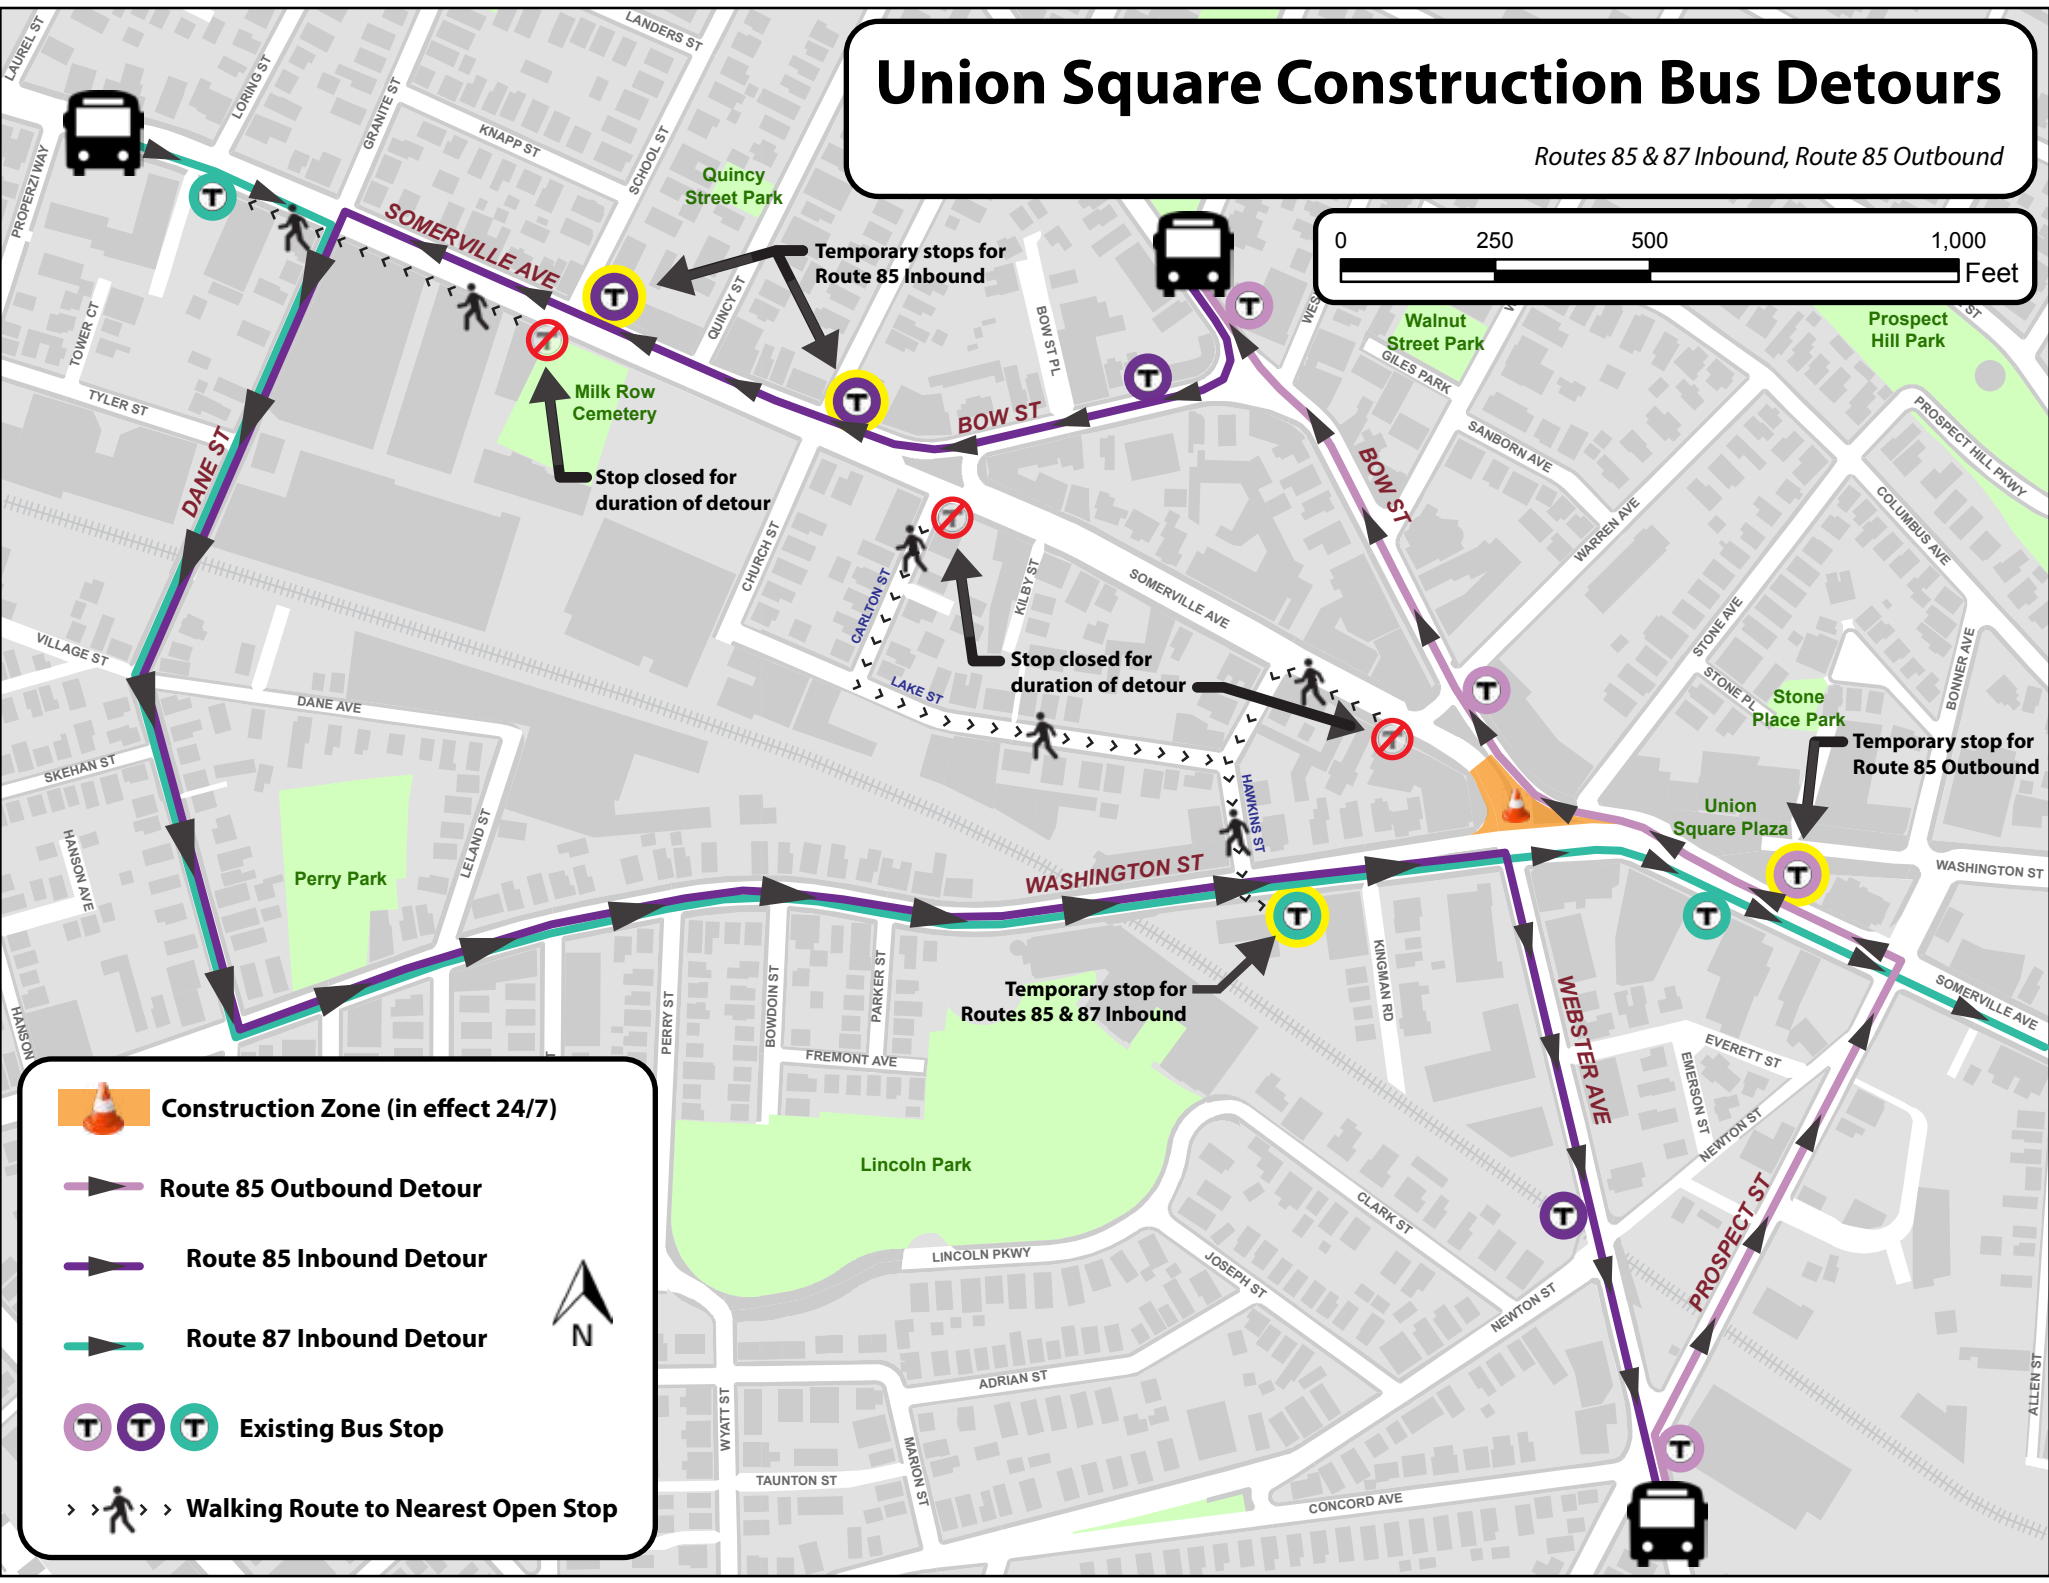 Union Square Construction Bus Detours
Routes 85 & 87 Inbound, Route 85 Outbound
0 250 500 1,000
Feet
LAUREL ST
LORING ST
GRANITE ST
LANDERS ST
KNAPP ST
SCHOOL ST
PROPERZI WAY
Quincy
Street Park
SOMERVILLE AVE
Temporary stops for
Route 85 Inbound
QUINCY ST
BOW ST PL
Walnut
Street Park
GILES PARK
Prospect
Hill Park
ST
TOWER CT
TYLER ST
Milk Row
Cemetery
BOW ST
BOW ST
SANBORN AVE
PROSPECT HILL PKWY
DANE ST
Stop closed for
duration of detour
COLUMBUS AVE
WARREN AVE
CHURCH ST
CARLTON ST
KILBY ST
SOMERVILLE AVE
STONE AVE
BONNER AVE
VILLAGE ST
LAKE ST
Stop closed for
duration of detour
STONE PL
Stone
Place Park
DANE AVE
Temporary stop for
Route 85 Outbound
SKEHAN ST
HAWKINS ST
Union
Square Plaza
HANSON AVE
LELAND ST
Perry Park
WASHINGTON ST
WASHINGTON ST
PERRY ST
BOWDOIN ST
PARKER ST
KINGMAN RD
WEBSTER AVE
SOMERVILLE AVE
Temporary stop for
Routes 85 & 87 Inbound
HANSON
FREMONT AVE
EVERETT ST
EMERSON ST
NEWTON ST
Lincoln Park
CLARK ST
PROSPECT ST
LINCOLN PKWY
JOSEPH ST
NEWTON ST
ADRIAN ST
WYATT ST
MARION ST
TAUNTON ST
CONCORD AVE
ALLEN ST
Construction Zone (in effect 24/7)
Route 85 Outbound Detour
Route 85 Inbound Detour
Route 87 Inbound Detour
N
T T T Existing Bus Stop
Walking Route to Nearest Open Stop